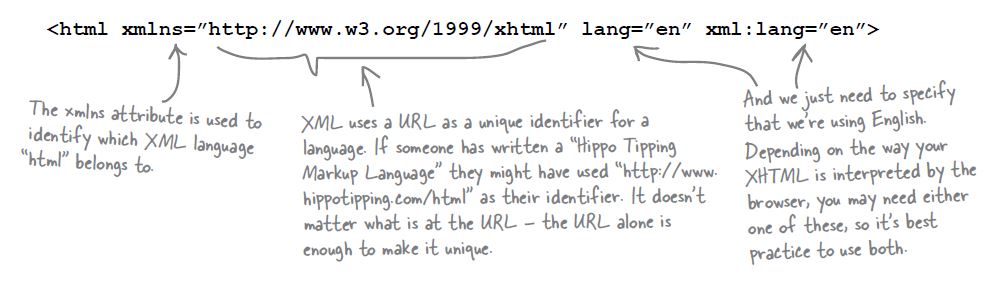 <html xmlns="http://www.w3.org/1999/xhtml" lang="en" xml:lang="en">
The xmlns attribute is used to
identify which XML language
"html" belongs to.
XML uses a URL as a unique identifier for a
language. If someone has written a "Hippo Tipping
Markup Language" they might have used "http://www.
hippotipping.com/html" as their identifier. It doesn't
matter what is at the URL – the URL alone is
enough to make it unique.
And we just need to specify
that we're using English.
Depending on the way your
XHTML is interpreted by the
browser, you may need either
one of these, so it's best
practice to use both.